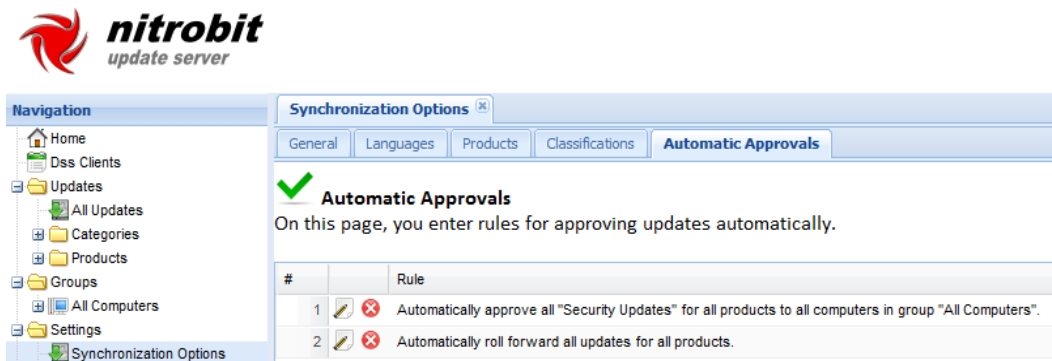 nitrobit
update server
Navigation
Home
Dss Clients
Updates
All Updates
Categories
Products
Groups
All Computers
Settings
Synchronization Options
Synchronization Options
General Languages Products Classifications Automatic Approvals
Automatic Approvals
On this page, you enter rules for approving updates automatically.
# Rule
1 Automatically approve all "Security Updates" for all products to all computers in group "All Computers".
2 Automatically roll forward all updates for all products.